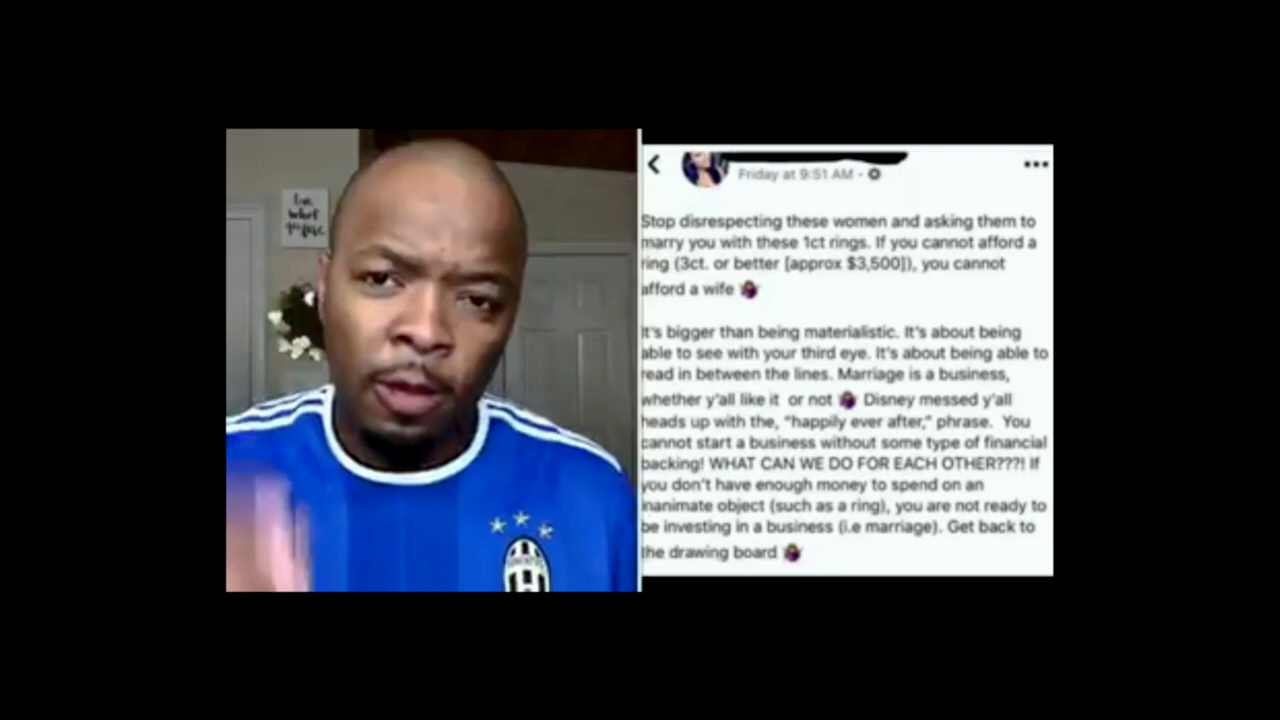 Friday at 9:51 AM ·
Stop disrespecting these women and asking them to
marry you with these 1ct rings. If you cannot afford a
ring (3ct. or better [approx $3,500]), you cannot
afford a wife
It's bigger than being materialistic. It's about being
able to see with your third eye. It's about being able to
read in between the lines. Marriage is a business,
whether y'all like it or not Disney messed y'all
heads up with the, “happily ever after,” phrase. You
cannot start a business without some type of financial
backing! WHAT CAN WE DO FOR EACH OTHER???! If
you don't have enough money to spend on an
inanimate object (such as a ring), you are not ready to
be investing in a business (i.e marriage). Get back to
the drawing board